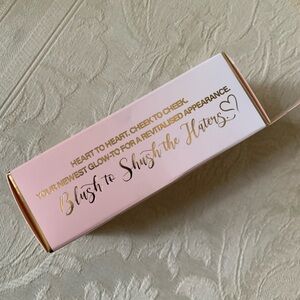 HEART TO HEART. CHEEK TO CHEEK.
YOUR NEWEST GLOW-TO FOR A REVITALISED APPEARANCE.
Blush to Shush the Haters